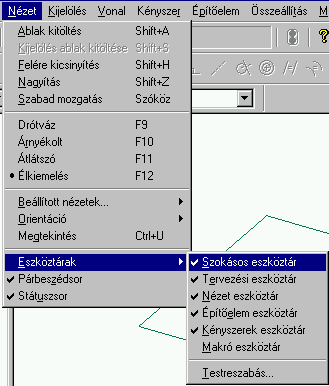 Nézet Kijelölés Vonal Kényszer Építőelem Összeállítás M
Ablak kitöltés Shift+A
Kijelölés ablak kitöltése Shift+S
Felére kicsinyítés Shift+H
Nagyítás Shift+Z
Szabad mozgatás Szóköz
Drótváz F9
Árnyékolt F10
Átlátszó F11
Élkiemelés F12
Beállított nézetek...
Orientáció
Megtekintés Ctrl+U
Eszköztárak
Párbeszédsor
Státuszsor
Szokásos eszköztár
Tervezési eszköztár
Nézet eszköztár
Építőelem eszköztár
Kényszerek eszköztár
Makró eszköztár
Testreszabás...